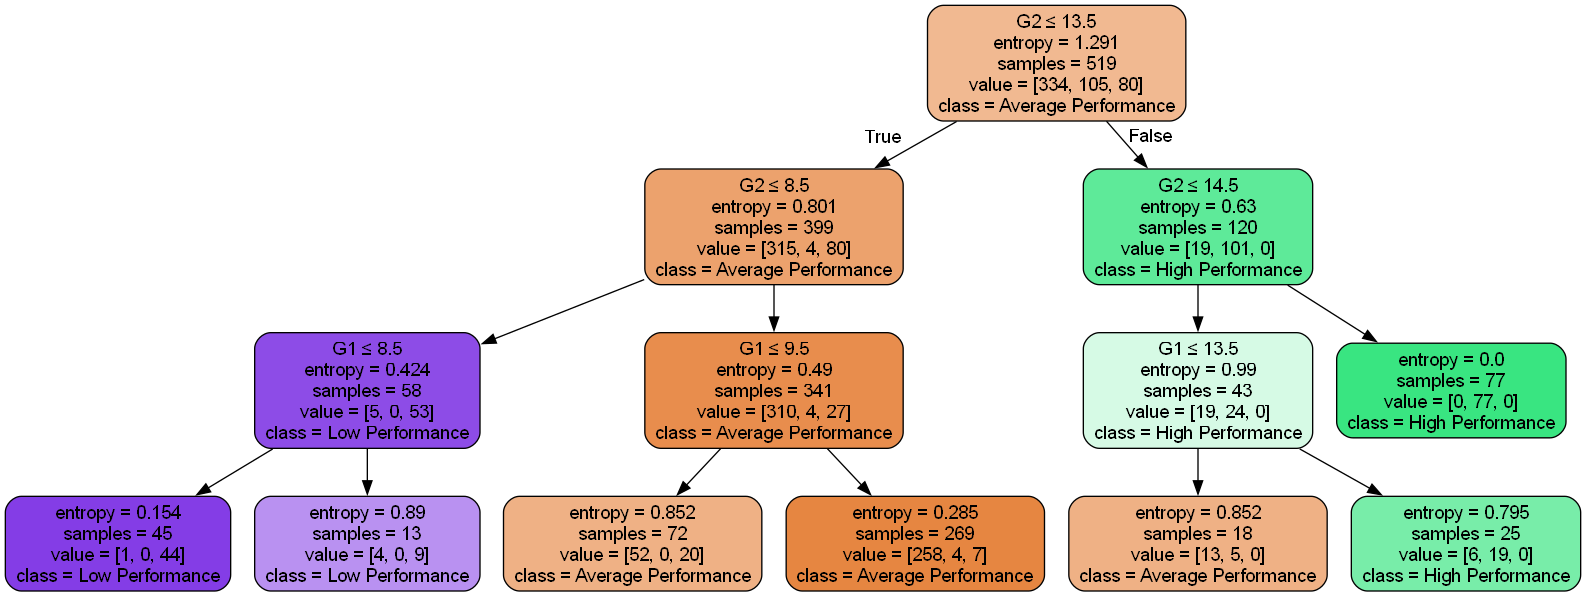 G2 ≤ 13.5
entropy = 1.291
samples = 519
value = [334, 105, 80]
class = Average Performance
True
False
G2 ≤ 8.5
entropy = 0.801
samples = 399
value = [315, 4, 80]
class = Average Performance
G2 ≤ 14.5
entropy = 0.63
samples = 120
value = [19, 101, 0]
class = High Performance
G1 ≤ 8.5
entropy = 0.424
samples = 58
value = [5, 0, 53]
class = Low Performance
G1 ≤ 9.5
entropy = 0.49
samples = 341
value = [310, 4, 27]
class = Average Performance
G1 ≤ 13.5
entropy = 0.99
samples = 43
value = [19, 24, 0]
class = High Performance
entropy = 0.0
samples = 77
value = [0, 77, 0]
class = High Performance
entropy = 0.154
samples = 45
value = [1, 0, 44]
class = Low Performance
entropy = 0.89
samples = 13
value = [4, 0, 9]
class = Low Performance
entropy = 0.852
samples = 72
value = [52, 0, 20]
class = Average Performance
entropy = 0.285
samples = 269
value = [258, 4, 7]
class = Average Performance
entropy = 0.852
samples = 18
value = [13, 5, 0]
class = Average Performance
entropy = 0.795
samples = 25
value = [6, 19, 0]
class = High Performance